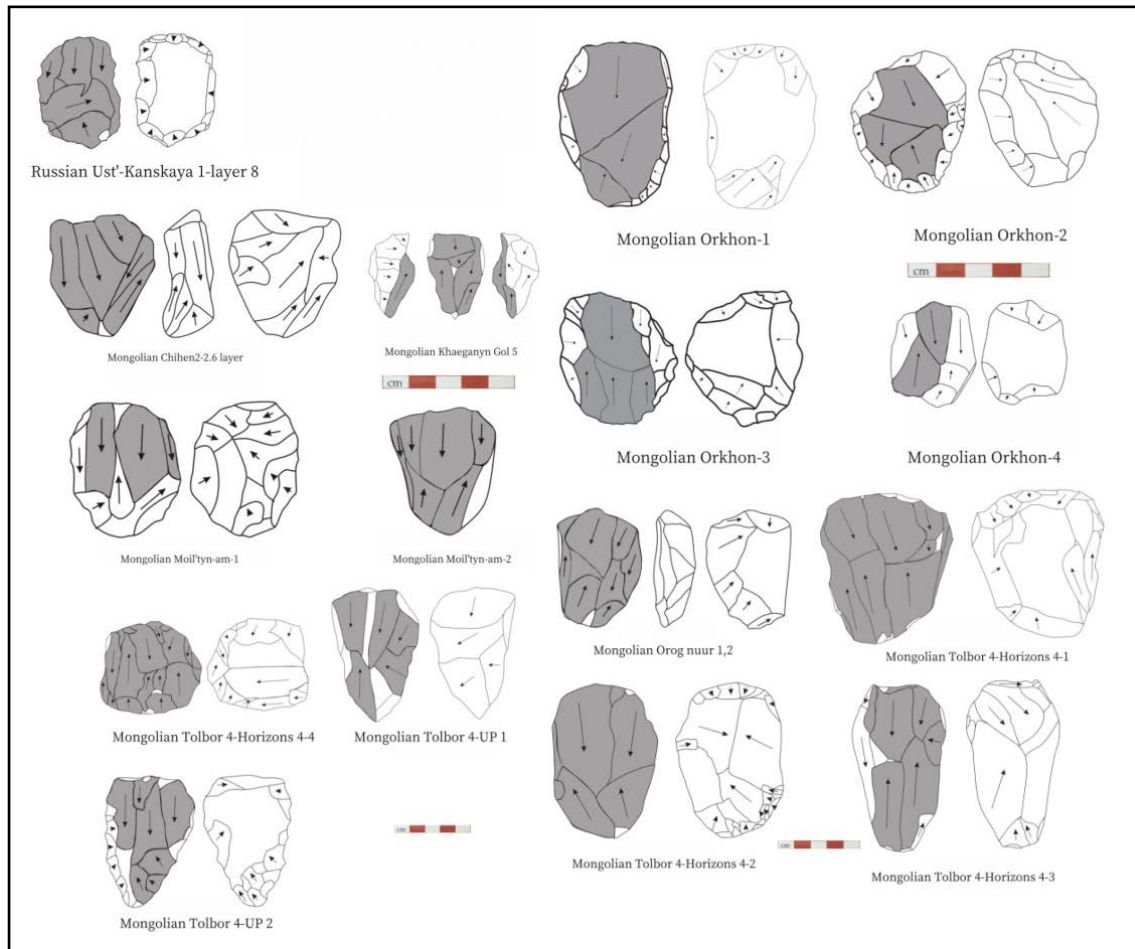 Russian Ust'-Kanskaya 1-layer 8
Mongolian Orkhon-1
Mongolian Orkhon-2
cm
Mongolian Chihen2-2.6 layer
Mongolian Khaeganyn Gol 5
cm
Mongolian Orkhon-3
Mongolian Orkhon-4
Mongolian Moil'tyn-am-1
Mongolian Moil'tyn-am-2
Mongolian Orog nuur 1,2
Mongolian Tolbor 4-Horizons 4-1
Mongolian Tolbor 4-Horizons 4-4
Mongolian Tolbor 4-UP 1
cm
cm
Mongolian Tolbor 4-Horizons 4-2
Mongolian Tolbor 4-Horizons 4-3
Mongolian Tolbor 4-UP 2